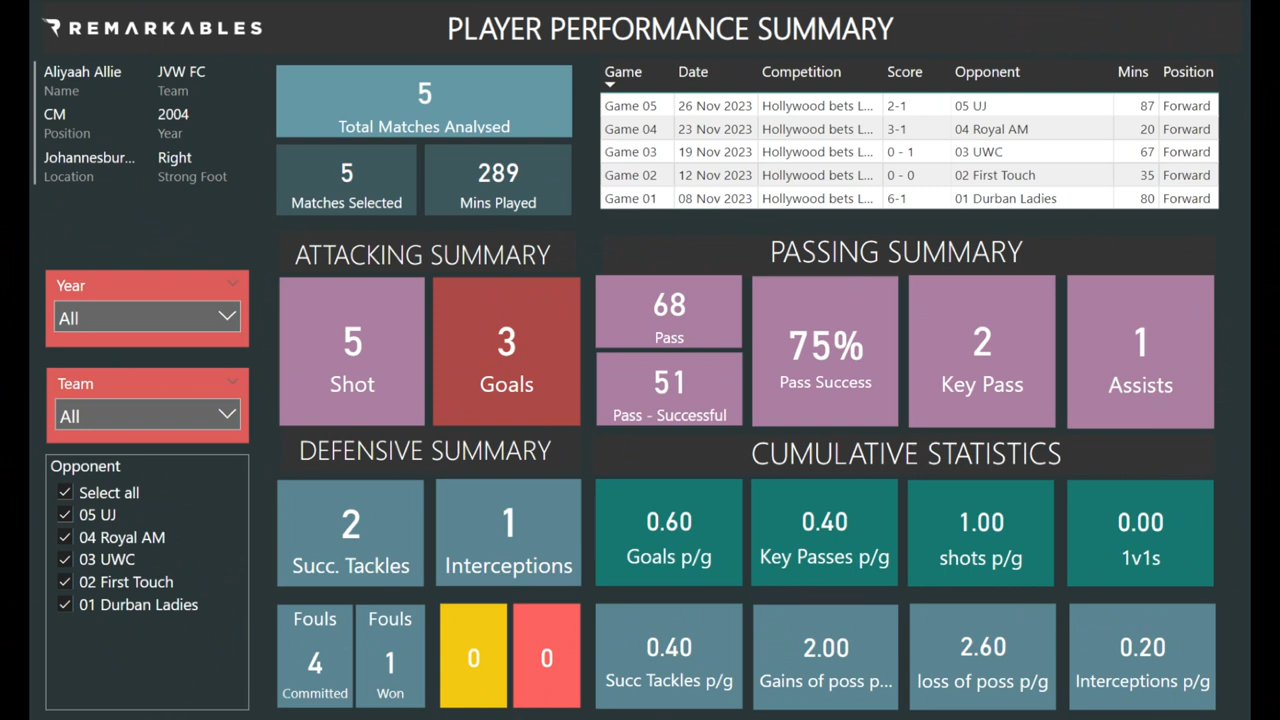 REMARKABLES
PLAYER PERFORMANCE SUMMARY
Aliyaah Allie
Name
JVW FC
Team
CM
Position
2004
Year
Johannesbur...
Location
Right
Strong Foot
5
Total Matches Analysed
5
Matches Selected
289
Mins Played
Game Date Competition Score Opponent Mins Position
Game 05 26 Nov 2023 Hollywood bets L... 2-1 05 UJ 87 Forward
Game 04 23 Nov 2023 Hollywood bets L... 3-1 04 Royal AM 20 Forward
Game 03 19 Nov 2023 Hollywood bets L... 0 - 1 03 UWC 67 Forward
Game 02 12 Nov 2023 Hollywood bets L... 0 - 0 02 First Touch 35 Forward
Game 01 08 Nov 2023 Hollywood bets L... 6-1 01 Durban Ladies 80 Forward
Year
All
Team
All
Opponent
Select all
05 UJ
04 Royal AM
03 UWC
02 First Touch
01 Durban Ladies
ATTACKING SUMMARY
5
Shot
3
Goals
PASSING SUMMARY
68
Pass
51
Pass - Successful
75%
Pass Success
2
Key Pass
1
Assists
DEFENSIVE SUMMARY
2
Succ. Tackles
1
Interceptions
Fouls
4
Committed
Fouls
1
Won
0
0
CUMULATIVE STATISTICS
0.60
Goals p/g
0.40
Key Passes p/g
1.00
shots p/g
0.00
1v1s
0.40
Succ Tackles p/g
2.00
Gains of poss p...
2.60
loss of poss p/g
0.20
Interceptions p/g